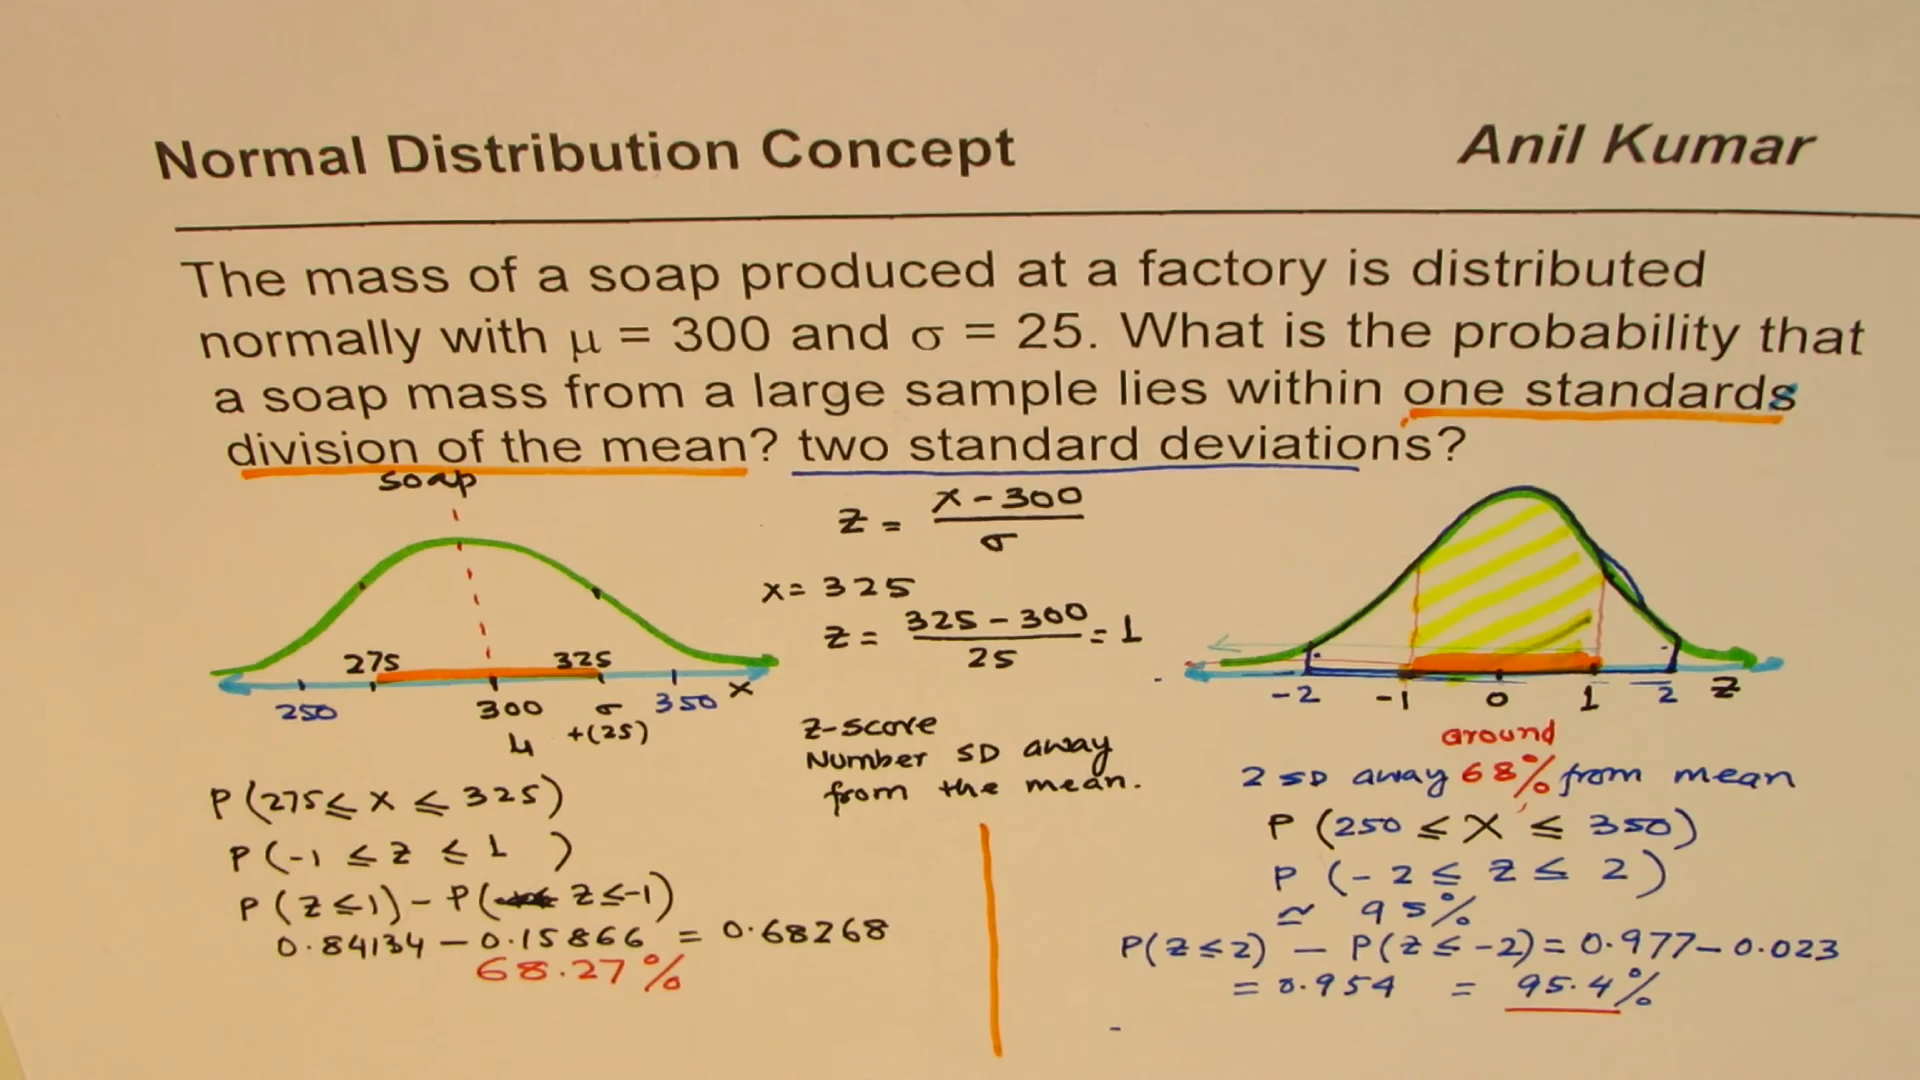 Normal Distribution Concept
Anil Kumar
The mass of a soap produced at a factory is distributed
normally with μ = 300 and σ = 25. What is the probability that
a soap mass from a large sample lies within one standards
division of the mean? two standard deviations?
soap
275 325
250 300 σ 350 x
μ +(25)
P(275 ≤ x ≤ 325)
P(-1 ≤ z ≤ 1 )
P(z ≤ 1) - P( z ≤ -1)
0.84134 - 0.15866 = 0.68268
68.27%
z = x - 300 / σ
x = 325
z = 325 - 300 / 25 = 1
z-score
Number SD away
from the mean.
-2 -1 0 1 2 z
around
2 SD away 68% from mean
P (250 ≤ X ≤ 350)
P (-2 ≤ z ≤ 2)
≃ 95%
P(z ≤ 2) - P(z ≤ -2) = 0.977 - 0.023
= 0.954 = 95.4%